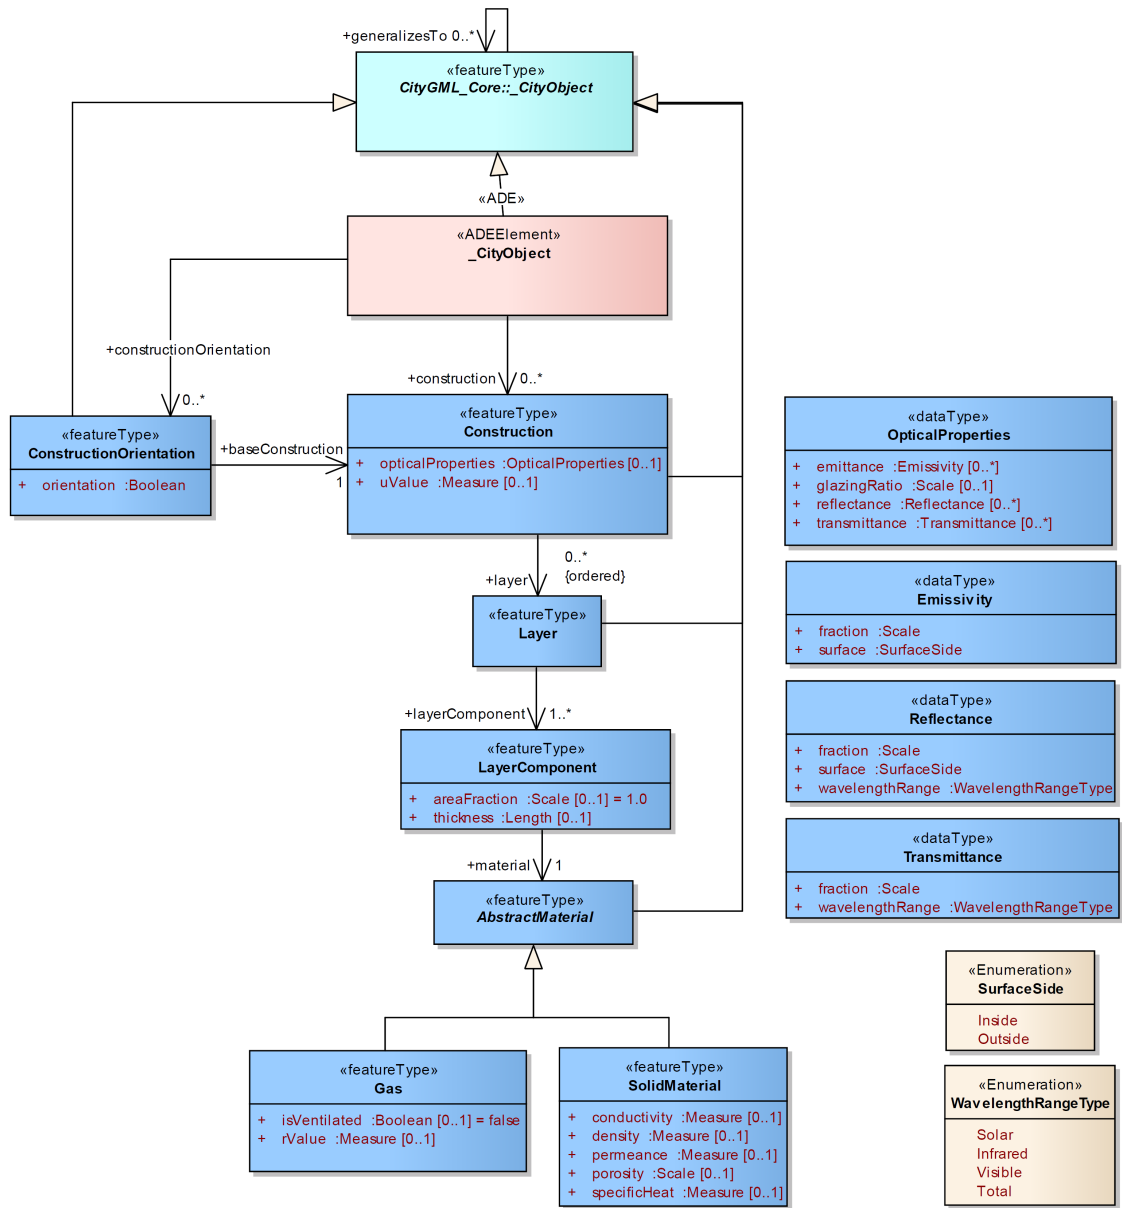 +generalizesTo 0..*
«featureType»
CityGML_Core::_CityObject
«ADE»
«ADEElement»
_CityObject
+constructionOrientation
0..*
+construction 0..*
«featureType»
ConstructionOrientation
+ orientation :Boolean
+baseConstruction
1
«featureType»
Construction
+ opticalProperties :OpticalProperties [0..1]
+ uValue :Measure [0..1]
«dataType»
OpticalProperties
+ emittance :Emissivity [0..*]
+ glazingRatio :Scale [0..1]
+ reflectance :Reflectance [0..*]
+ transmittance :Transmittance [0..*]
0..*
{ordered}
+layer
«featureType»
Layer
«dataType»
Emissivity
+ fraction :Scale
+ surface :SurfaceSide
+layerComponent 1..*
«featureType»
LayerComponent
+ areaFraction :Scale [0..1] = 1.0
+ thickness :Length [0..1]
«dataType»
Reflectance
+ fraction :Scale
+ surface :SurfaceSide
+ wavelengthRange :WavelengthRangeType
+material 1
«featureType»
AbstractMaterial
«dataType»
Transmittance
+ fraction :Scale
+ wavelengthRange :WavelengthRangeType
«Enumeration»
SurfaceSide
Inside
Outside
«featureType»
Gas
+ isVentilated :Boolean [0..1] = false
+ rValue :Measure [0..1]
«featureType»
SolidMaterial
+ conductivity :Measure [0..1]
+ density :Measure [0..1]
+ permeance :Measure [0..1]
+ porosity :Scale [0..1]
+ specificHeat :Measure [0..1]
«Enumeration»
WavelengthRangeType
Solar
Infrared
Visible
Total